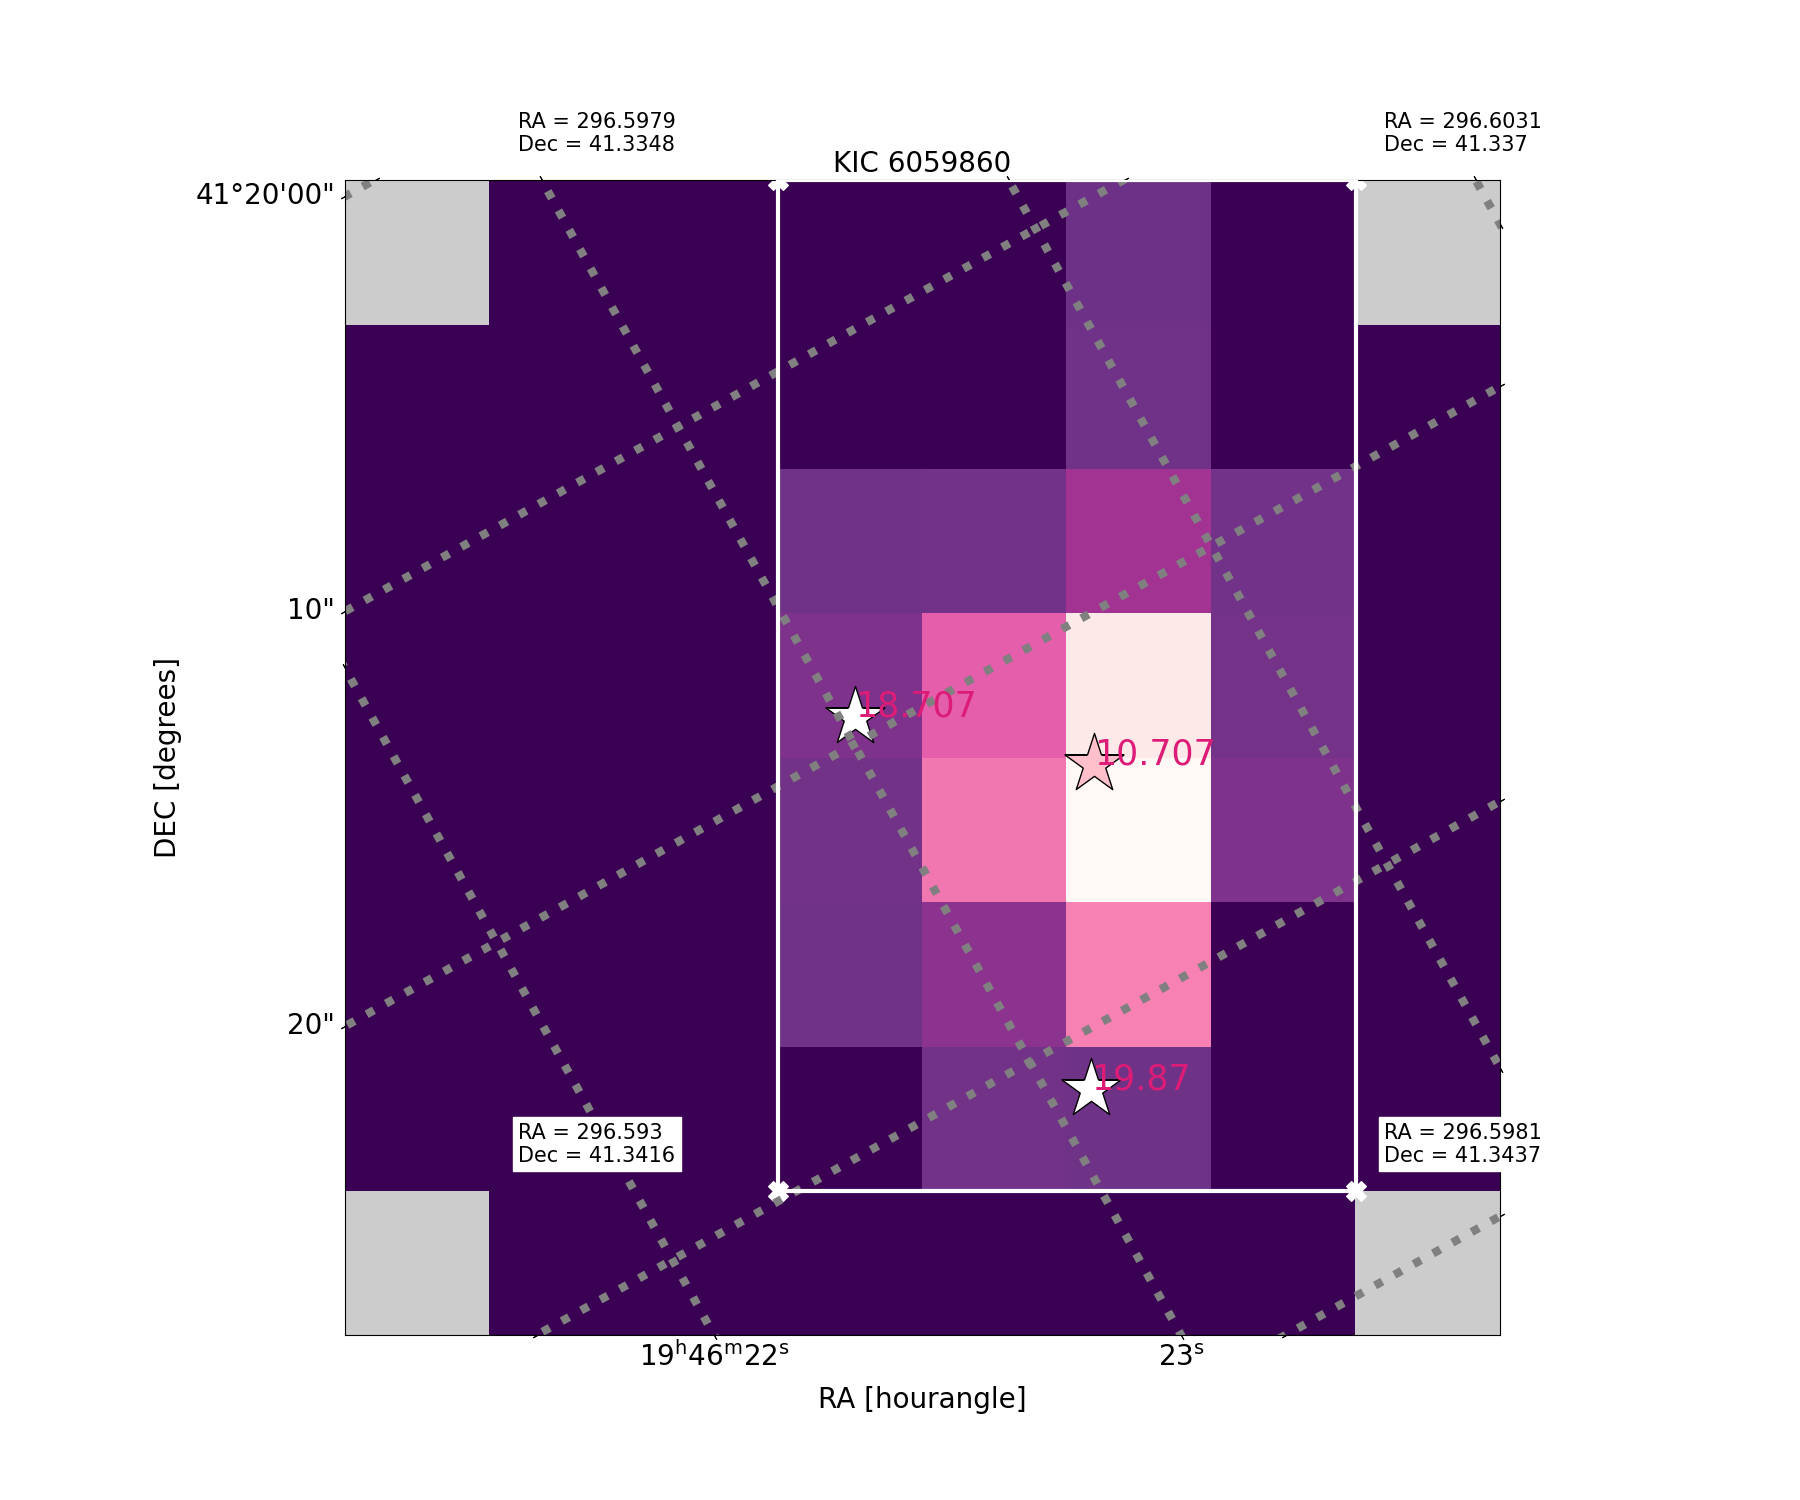 RA = 296.5979
Dec = 41.3348
RA = 296.6031
Dec = 41.337
KIC 6059860
41°20'00"
10"
20"
DEC [degrees]
18.707
10.707
19.87
RA = 296.593
Dec = 41.3416
RA = 296.5981
Dec = 41.3437
19ʰ46ᵐ22ˢ
23ˢ
RA [hourangle]